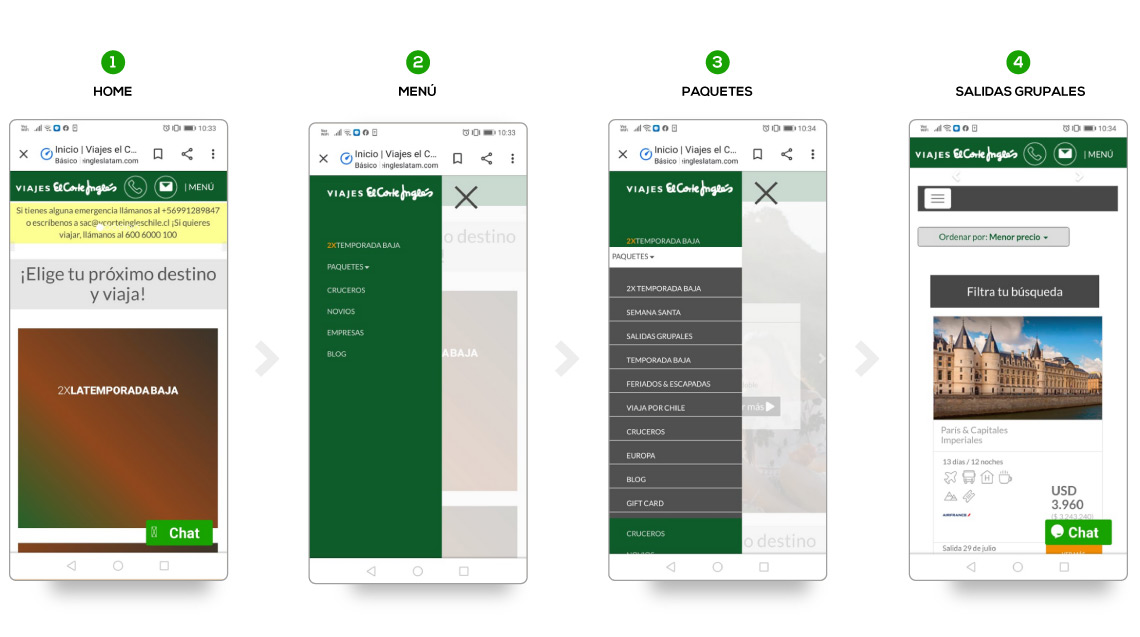 1
HOME
10:33
Inicio | Viajes el C...
Básico
ingleslatam.com
VIAJES El Corte Inglés
| MENÚ
Si tienes alguna emergencia llámanos al +56991289847
o escríbenos a sac@vcorteingleschile.cl ¡Si quieres
viajar, llámanos al 600 6000 100
¡Elige tu próximo destino
y viaja!
2XLATEMPORADA BAJA
Chat
2
MENÚ
10:33
Inicio | Viajes el C...
Básico
ingleslatam.com
VIAJES El Corte Inglés
2XTEMPORADA BAJA
PAQUETES
CRUCEROS
NOVIOS
EMPRESAS
BLOG
o destino
ABAJA
3
PAQUETES
10:34
Inicio | Viajes el C...
Básico
ingleslatam.com
VIAJES El Corte Inglés
2XTEMPORADA BAJA
PAQUETES
2X TEMPORADA BAJA
SEMANA SANTA
SALIDAS GRUPALES
TEMPORADA BAJA
FERIADOS & ESCAPADAS
VIAJA POR CHILE
CRUCEROS
EUROPA
BLOG
GIFT CARD
CRUCEROS
NOVIOS
r más
o destino
4
SALIDAS GRUPALES
10:34
VIAJES El Corte Inglés
| MENÚ
Ordenar por: Menor precio
Filtra tu búsqueda
París & Capitales
Imperiales
13 días / 12 noches
H
AIRFRANCE
USD
3.960
($ 3.243.240)
Chat
Salida 29 de julio
VER MÁS